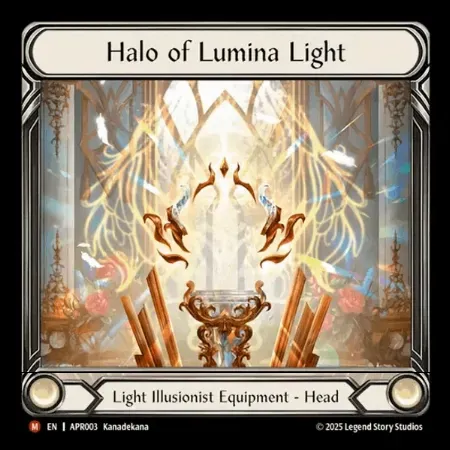 Halo of Lumina Light
Light Illusionist Equipment - Head
M EN | APR003 Kanadekana © 2025 Legend Story Studios